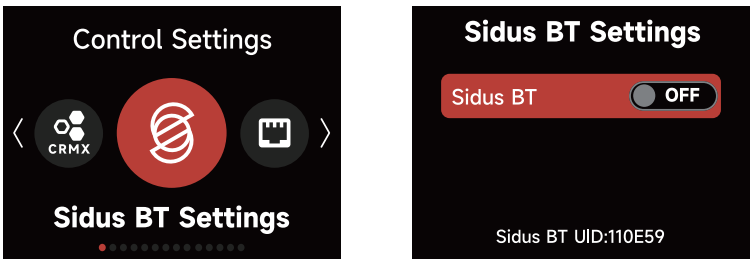 Control Settings
CRMX
Sidus BT Settings
Sidus BT Settings
Sidus BT OFF
Sidus BT UID:110E59